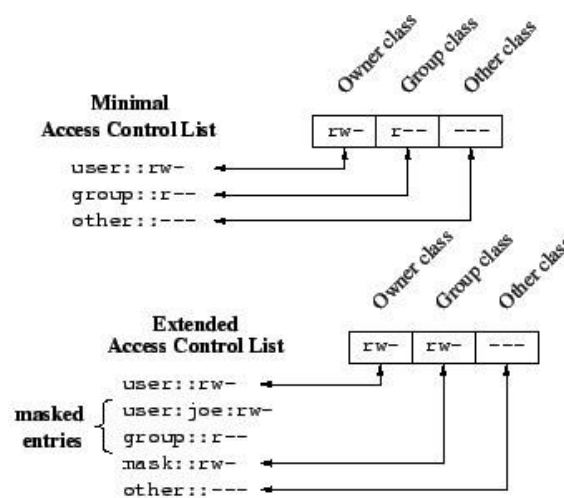 Owner class
Group class
Other class
Minimal
Access Control List
rw- r-- ---
user::rw-
group::r--
other::---
Owner class
Group class
Other class
Extended
Access Control List
rw- rw- ---
user::rw-
masked
entries
user:joe:rw-
group::r--
mask::rw-
other::---